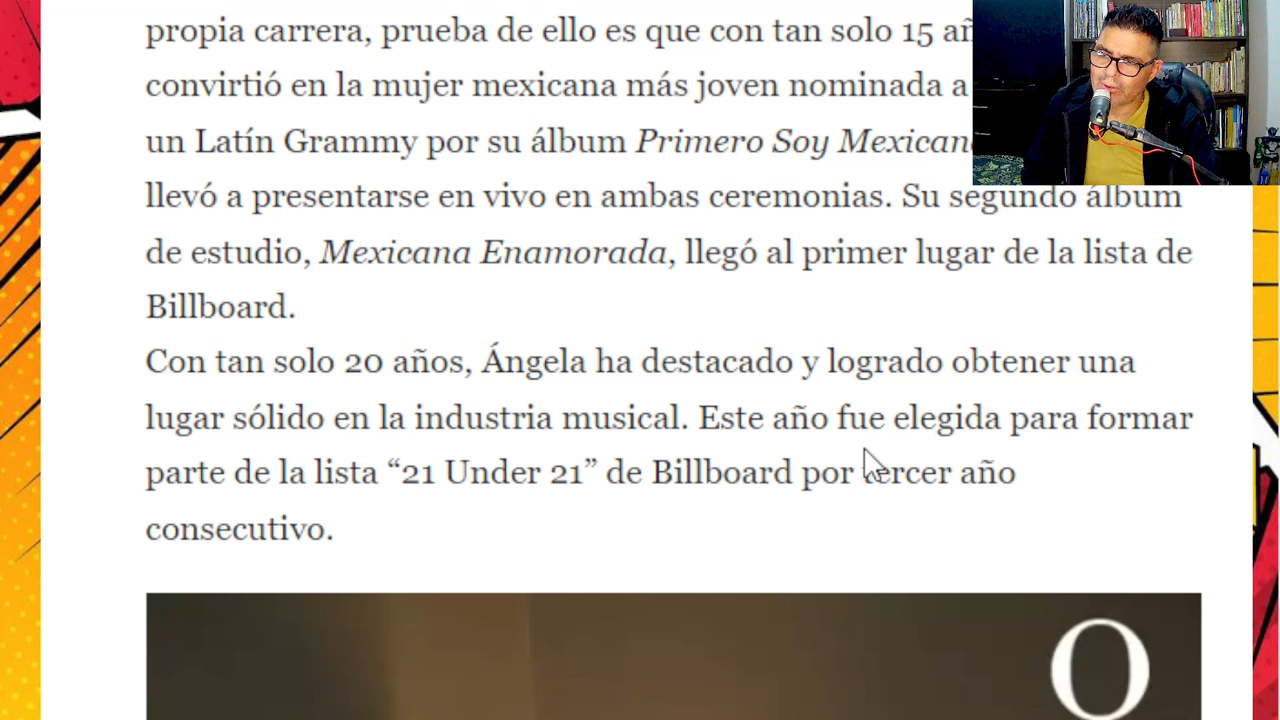 propia carrera, prueba de ello es que con tan solo 15
convirtió en la mujer mexicana más joven nominada a
un Latín Grammy por su álbum Primero Soy
llevó a presentarse en vivo en ambas ceremonias. Su segundo álbum
de estudio, Mexicana Enamorada, llegó al primer lugar de la lista de
Billboard.
Con tan solo 20 años, Ángela ha destacado y logrado obtener una
lugar sólido en la industria musical. Este año fue elegida para formar
parte de la lista “21 Under 21” de Billboard por tercer año
consecutivo.
O